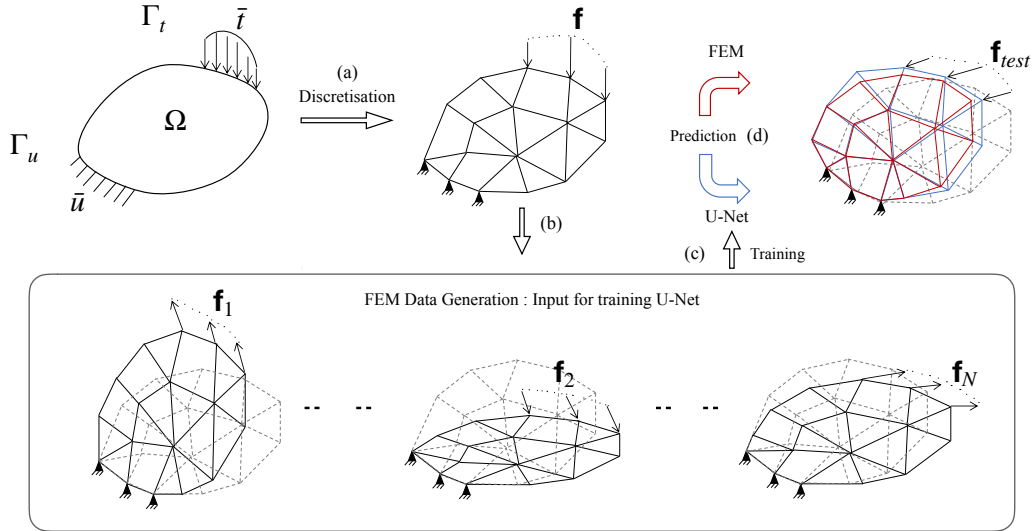 Γ_t
t̄
(a)
Discretisation
Ω
Γ_u
ū
f
(b)
FEM
Prediction (d)
U-Net
(c)
Training
f_test
FEM Data Generation : Input for training U-Net
f_1
-- --
f_2
-- --
f_N